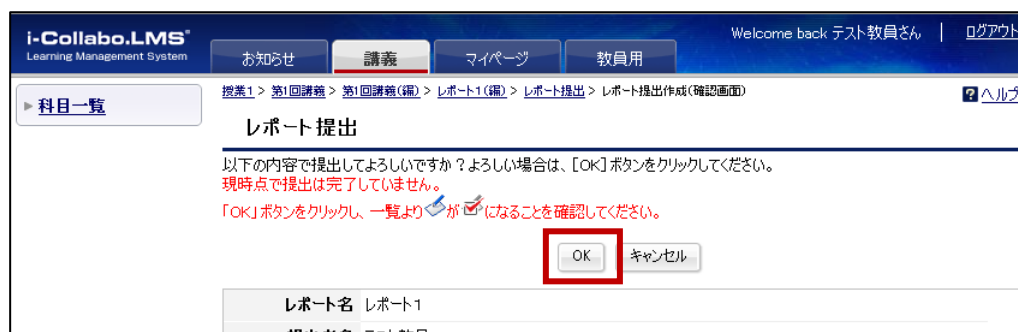 i-Collabo.LMS
Learning Management System
Welcome back テスト教員さん | ログアウト
お知らせ 講義 マイページ 教員用
科目一覧
授業1 > 第1回講義 > 第1回講義(編) > レポート1(編) > レポート提出 > レポート提出作成(確認画面)
? ヘルプ
レポート提出
以下の内容で提出してよろしいですか?よろしい場合は、[OK]ボタンをクリックしてください。
現時点で提出は完了していません。
「OK」ボタンをクリックし、一覧よりが になることを確認してください。
OK キャンセル
レポート名 レポート1